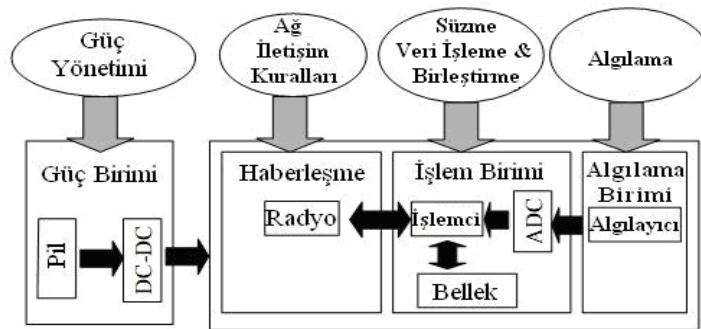 Güç
Yönetimi
Ağ
İletişim
Kuralları
Süzme
Veri İşleme &
Birleştirme
Algılama
Güç Birimi
Pil
DC-DC
Haberleşme
Radyo
İşlem Birimi
İşlemci
ADC
Bellek
Algılama
Birimi
Algılayıcı